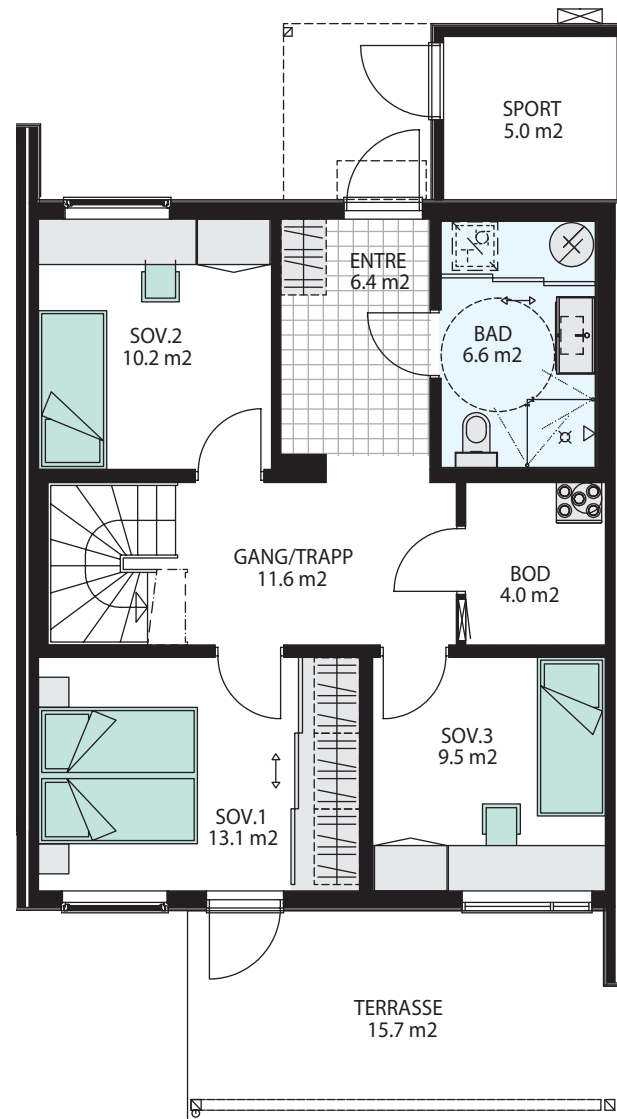 SPORT
5.0 m2
ENTRE
6.4 m2
SOV.2
10.2 m2
BAD
6.6 m2
GANG/TRAPP
11.6 m2
BOD
4.0 m2
SOV.3
9.5 m2
SOV.1
13.1 m2
TERRASSE
15.7 m2